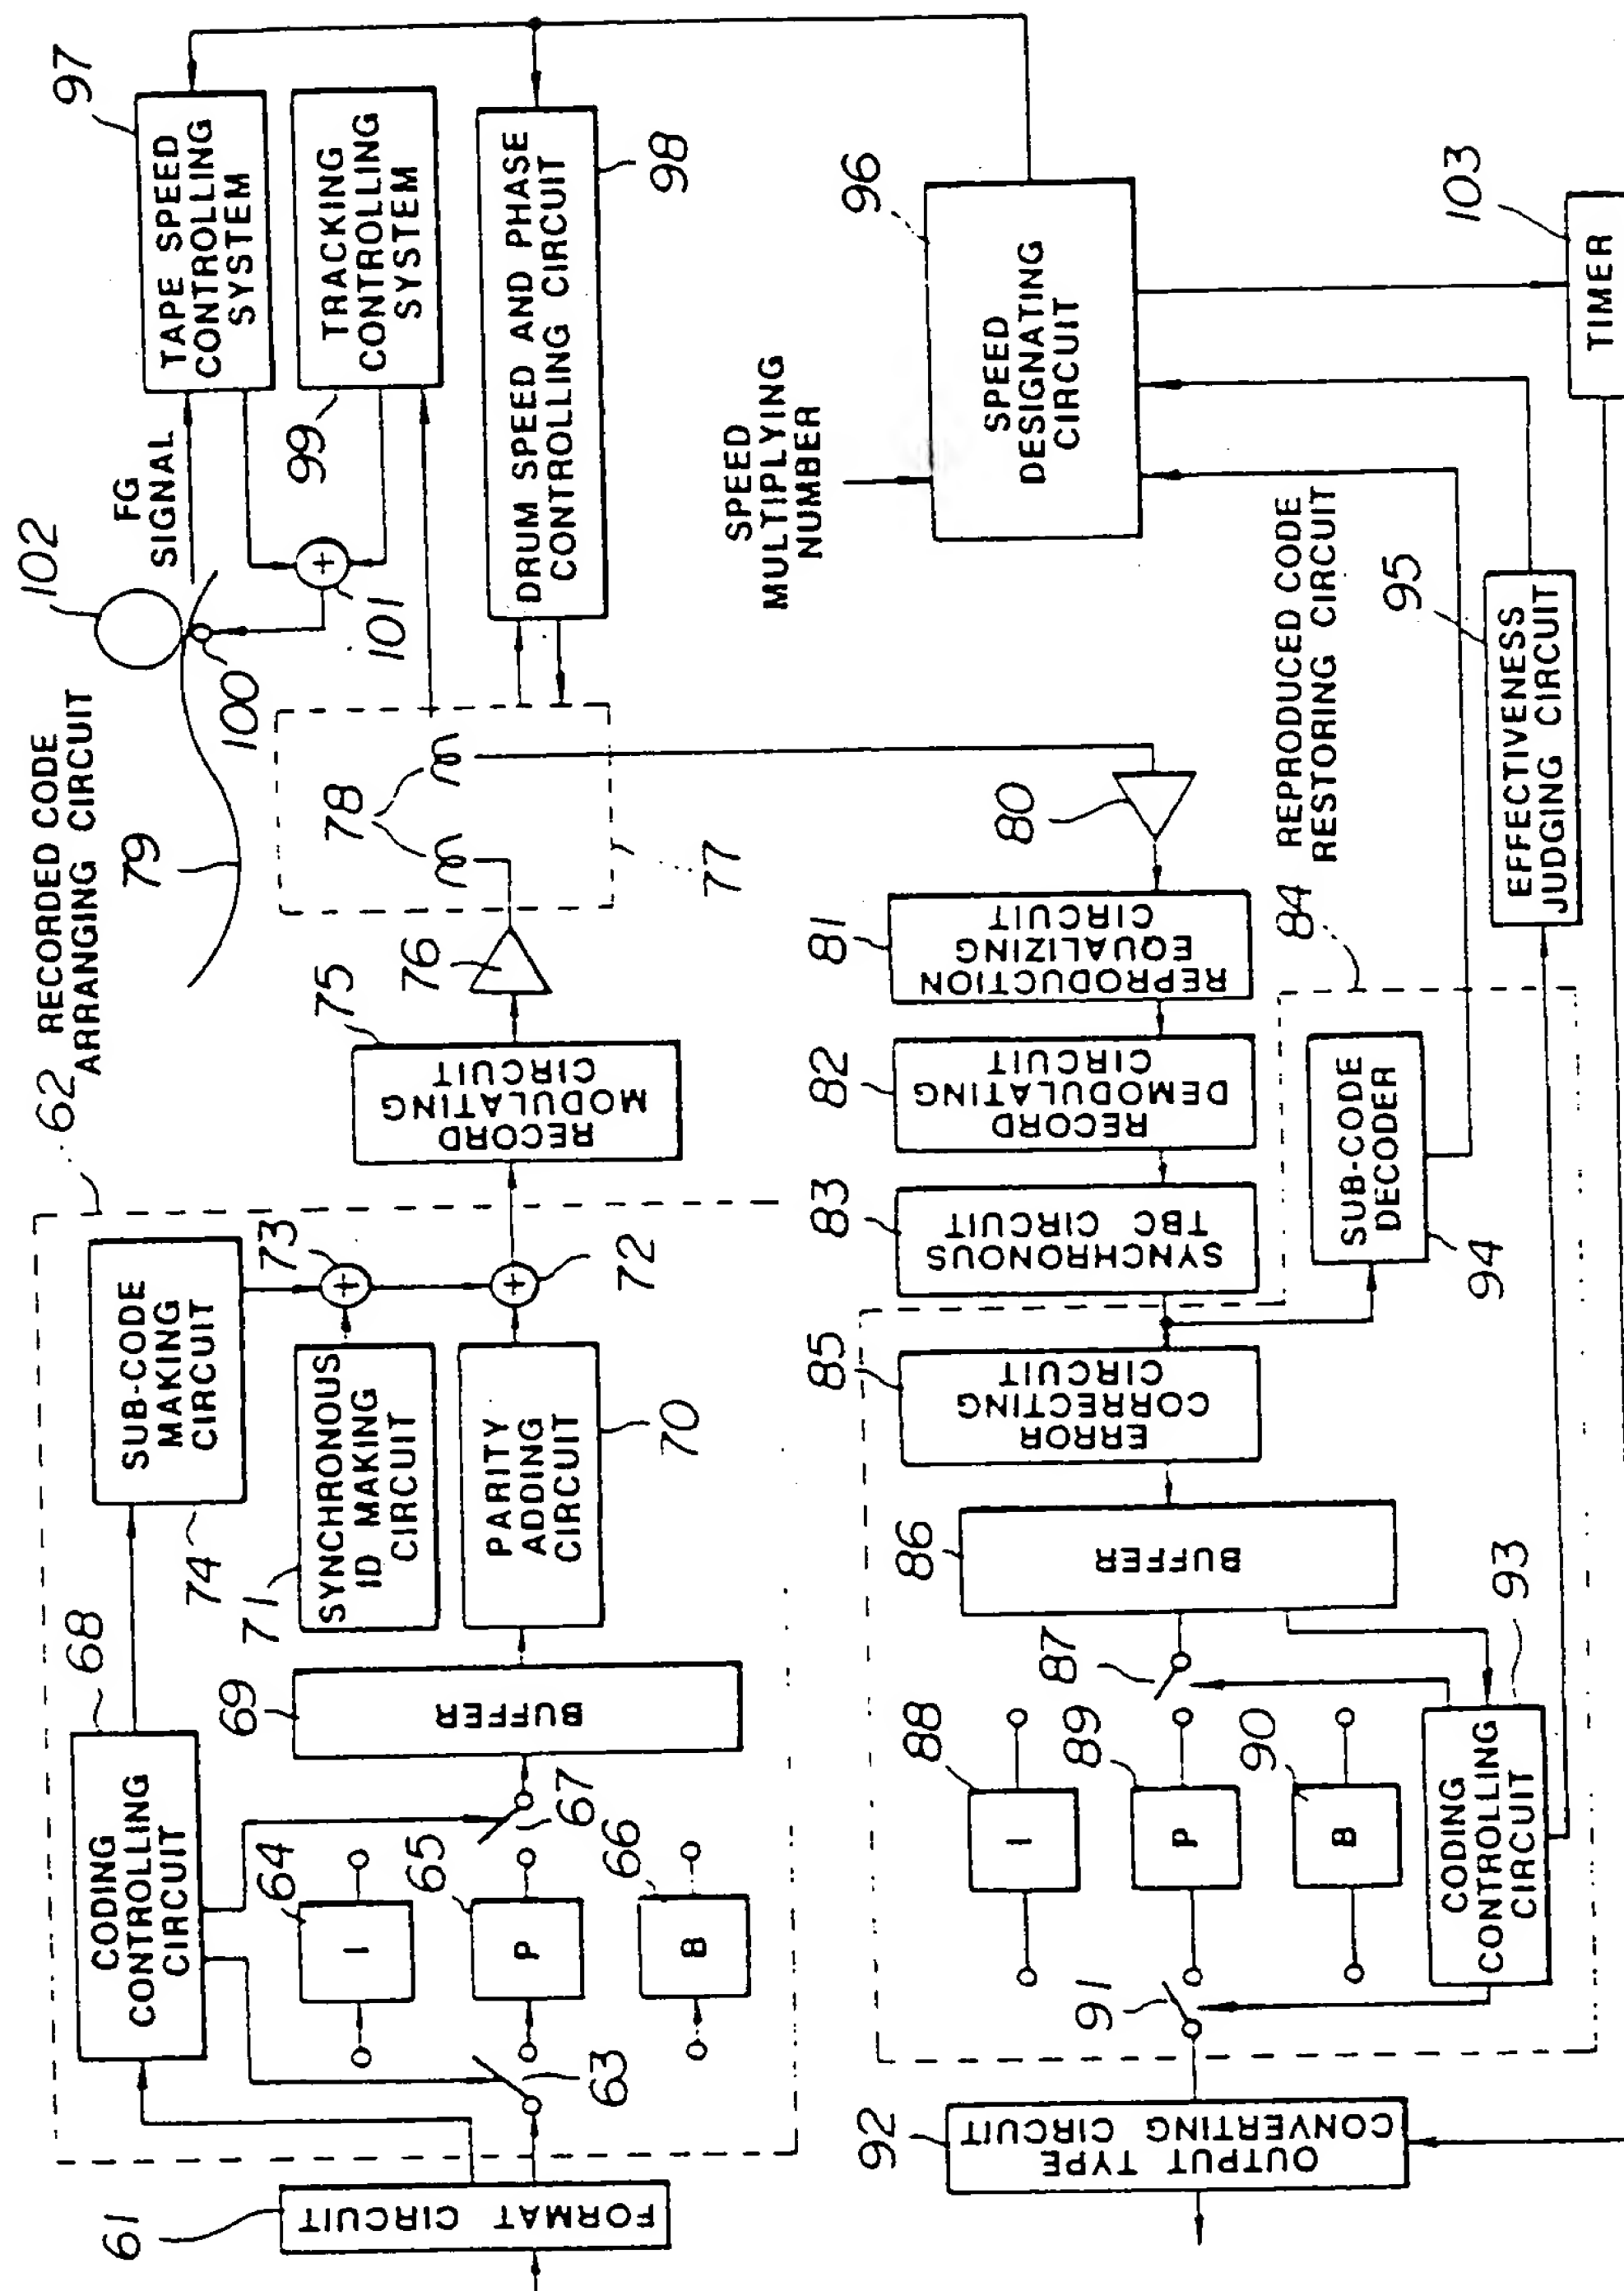 62 RECORDED CODE
ARRANGING CIRCUIT
79
102
FG
SIGNAL
97
TAPE SPEED
CONTROLLING
SYSTEM
99
TRACKING
CONTROLLING
SYSTEM
100
101
DRUM SPEED AND PHASE
CONTROLLING CIRCUIT
98
68
CODING
CONTROLLING
CIRCUIT
74
SUB-CODE
MAKING
CIRCUIT
73
71
SYNCHRONOUS
ID MAKING
CIRCUIT
75
RECORD
MODULATING
CIRCUIT
76
78
77
61
FORMAT CIRCUIT
63
64
I
65
P
66
B
67
69
BUFFER
PARITY
ADDING
CIRCUIT
70
72
SPEED
MULTIPLYING
NUMBER
96
SPEED
DESIGNATING
CIRCUIT
92
OUTPUT TYPE
CONVERTING CIRCUIT
91
88
I
89
P
90
B
87
86
BUFFER
85
ERROR
CORRECTING
CIRCUIT
83
SYNCHRONOUS
TBC CIRCUIT
82
RECORD
DEMODULATING
CIRCUIT
81
REPRODUCTION
EQUALIZING
CIRCUIT
80
CODING
CONTROLLING
CIRCUIT
93
94
SUB-CODE
DECODER
84
REPRODUCED CODE
RESTORING CIRCUIT
EFFECTIVENESS
JUDGING CIRCUIT
95
103
TIMER